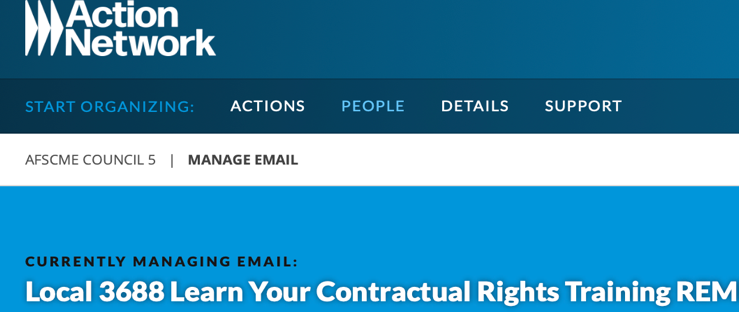 Action
Network
START ORGANIZING: ACTIONS PEOPLE DETAILS SUPPORT
AFSCME COUNCIL 5 | MANAGE EMAIL
CURRENTLY MANAGING EMAIL:
Local 3688 Learn Your Contractual Rights Training REM